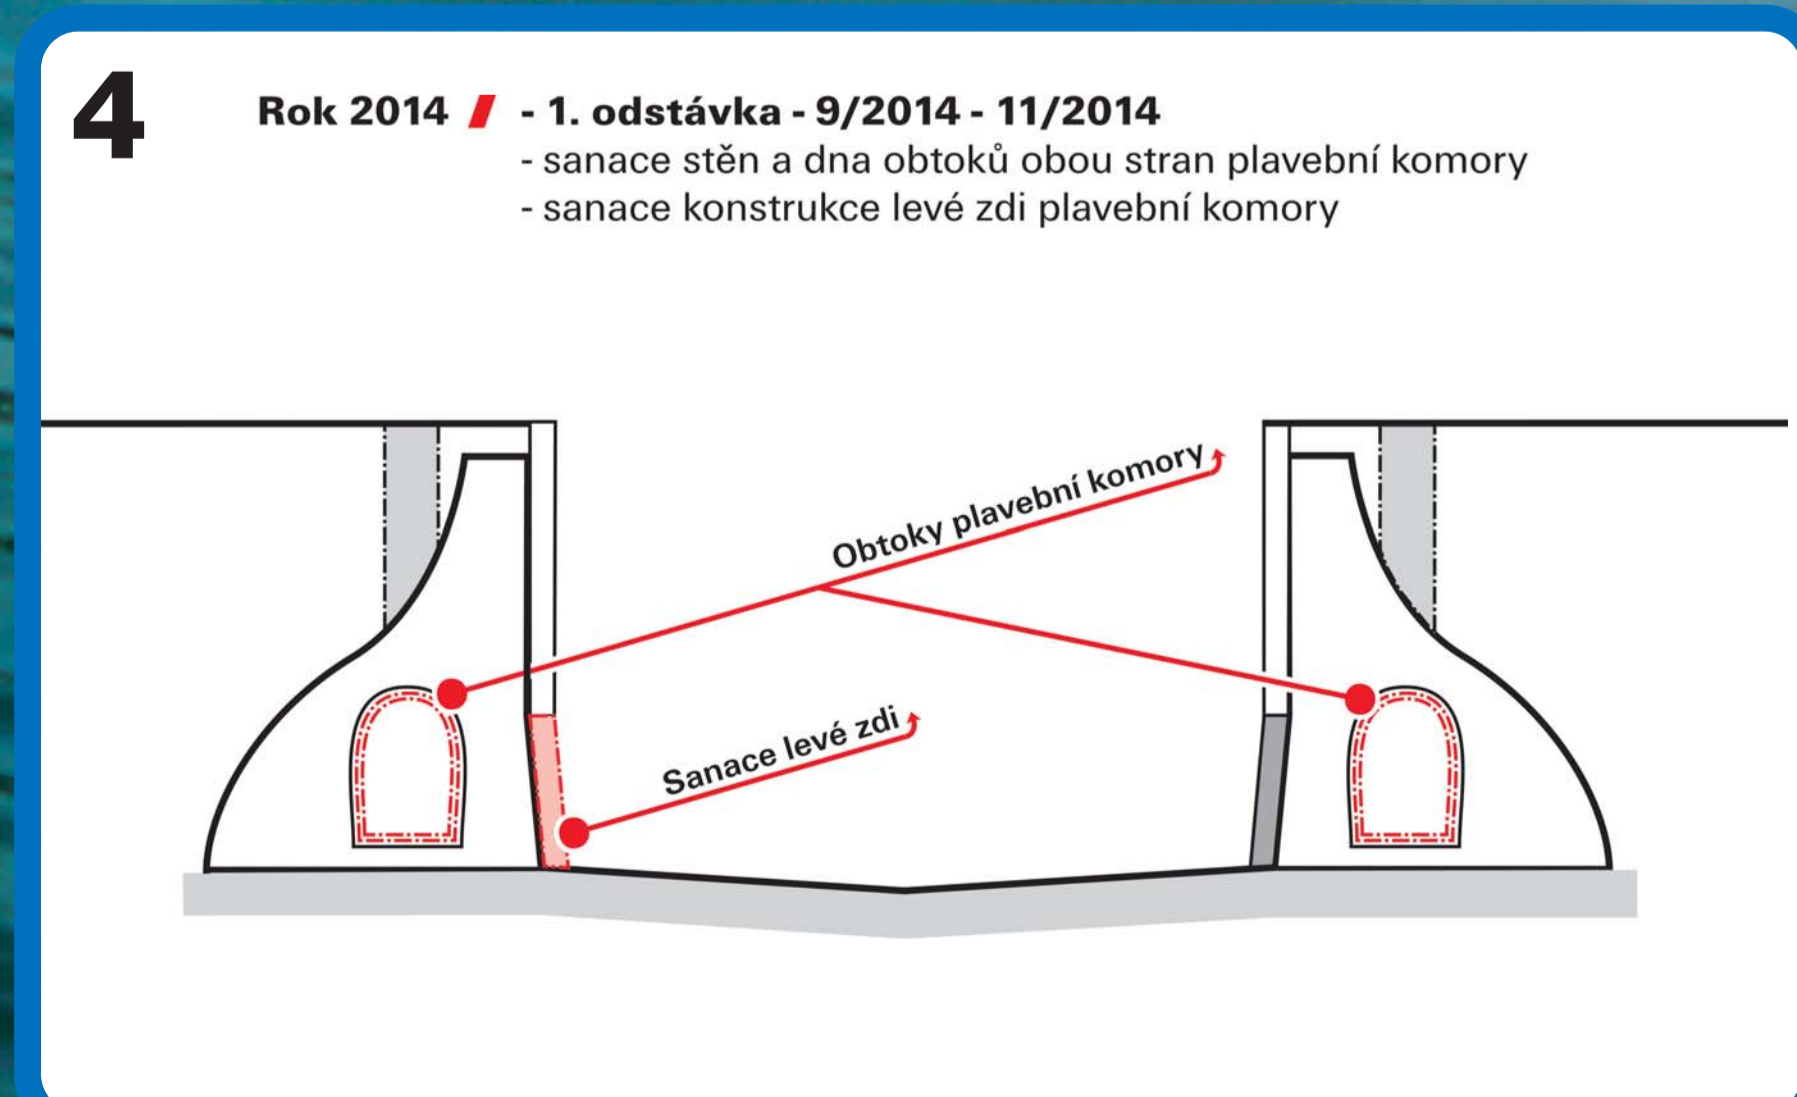 4
Rok 2014 - 1. odstávka - 9/2014 - 11/2014
- sanace stěn a dna obtoků obou stran plavební komory
- sanace konstrukce levé zdi plavební komory
Obtoky plavební komory
Sanace levé zdi